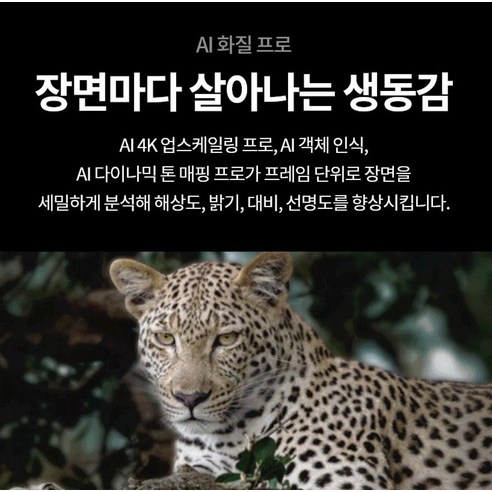 AI 화질 프로
장면마다 살아나는 생동감
AI 4K 업스케일링 프로, AI 객체 인식,
AI 다이나믹 톤 매핑 프로가 프레임 단위로 장면을
세밀하게 분석해 해상도, 밝기, 대비, 선명도를 향상시킵니다.